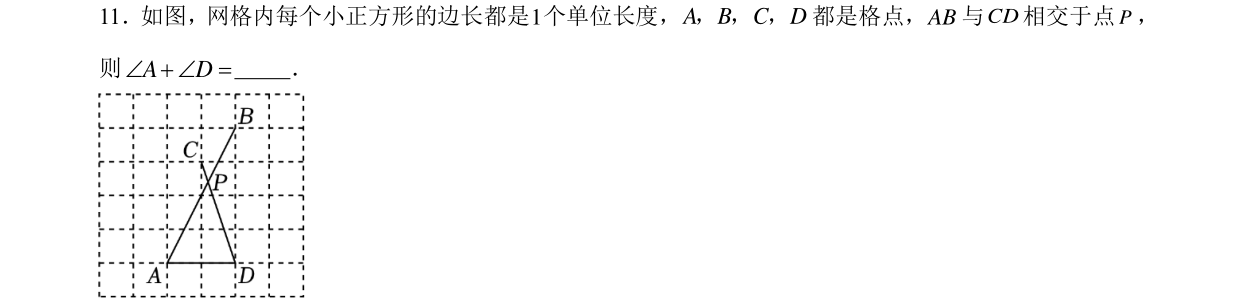 11．如图，网格内每个小正方形的边长都是1个单位长度，A，B，C，D 都是格点，AB 与 CD 相交于点 P，
则 ∠A + ∠D = _____．
B
C
P
A
D